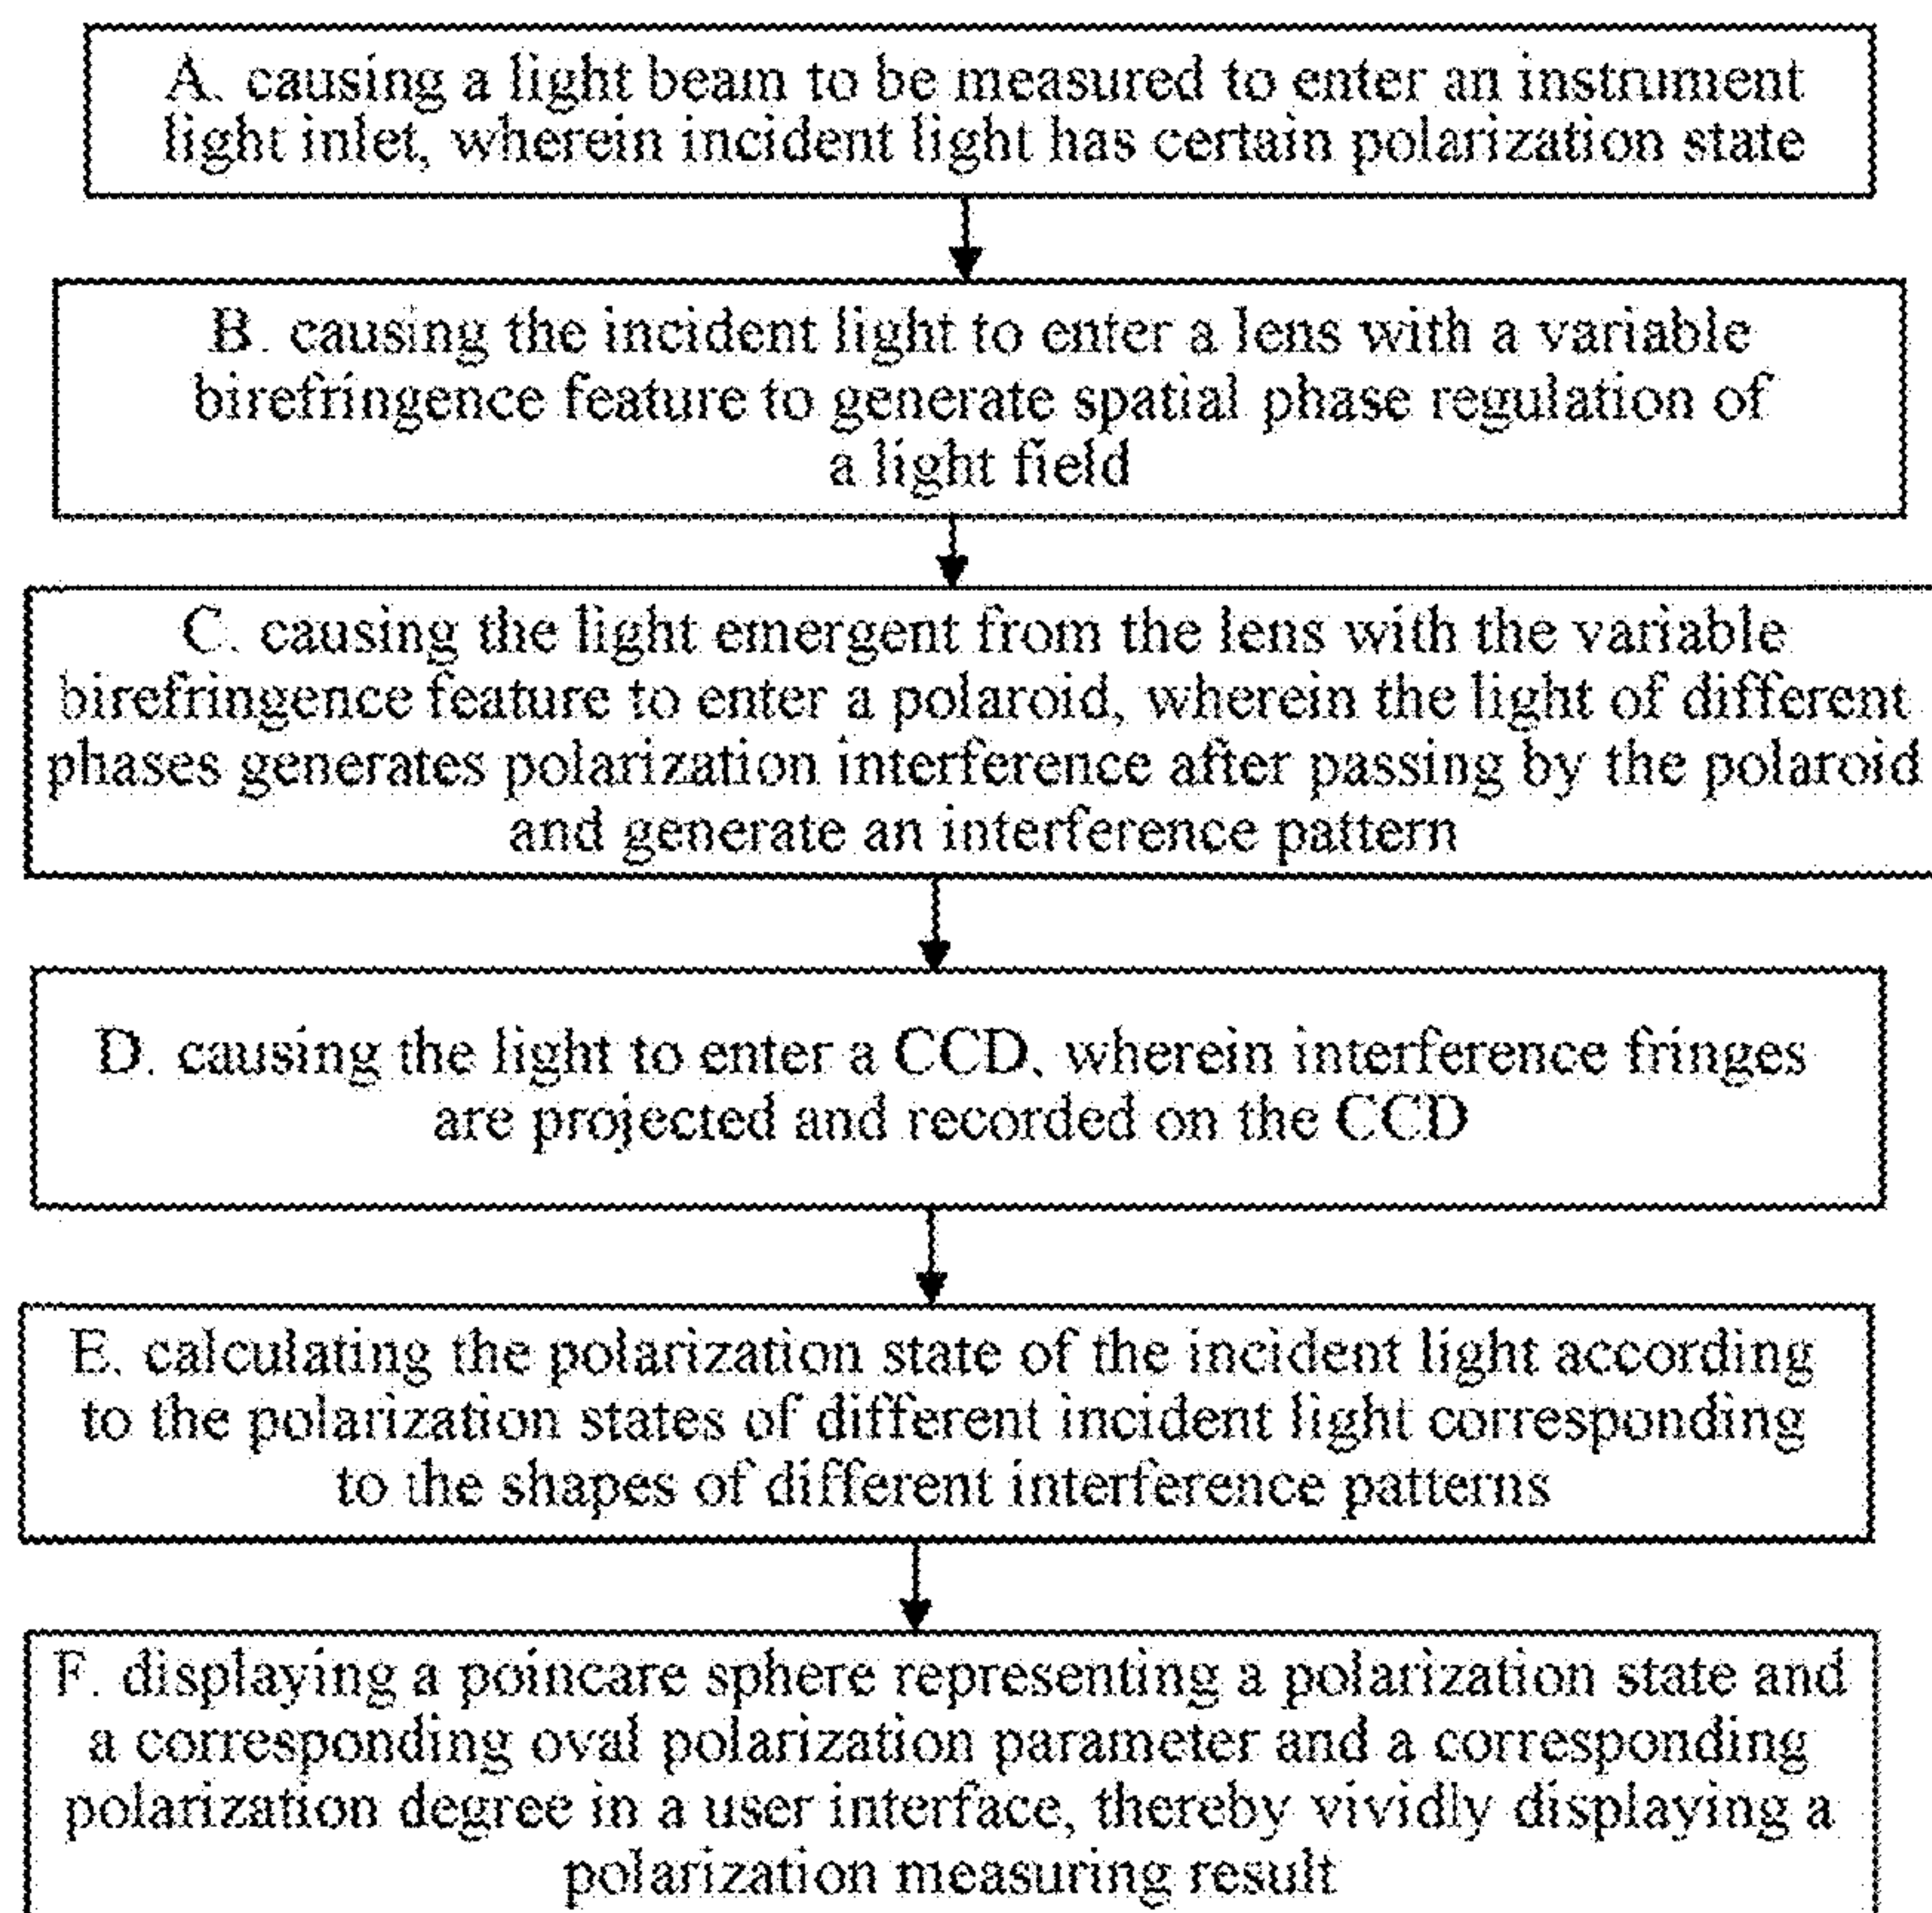 A. causing a light beam to be measured to enter an instrument
light inlet, wherein incident light has certain polarization state
B. causing the incident light to enter a lens with a variable
birefringence feature to generate spatial phase regulation of
a light field
C. causing the light emergent from the lens with the variable
birefringence feature to enter a polaroid, wherein the light of different
phases generates polarization interference after passing by the polaroid
and generate an interference pattern
D. causing the light to enter a CCD, wherein interference fringes
are projected and recorded on the CCD
E. calculating the polarization state of the incident light according
to the polarization states of different incident light corresponding
to the shapes of different interference patterns
F. displaying a poincare sphere representing a polarization state and
a corresponding oval polarization parameter and a corresponding
polarization degree in a user interface, thereby vividly displaying a
polarization measuring result